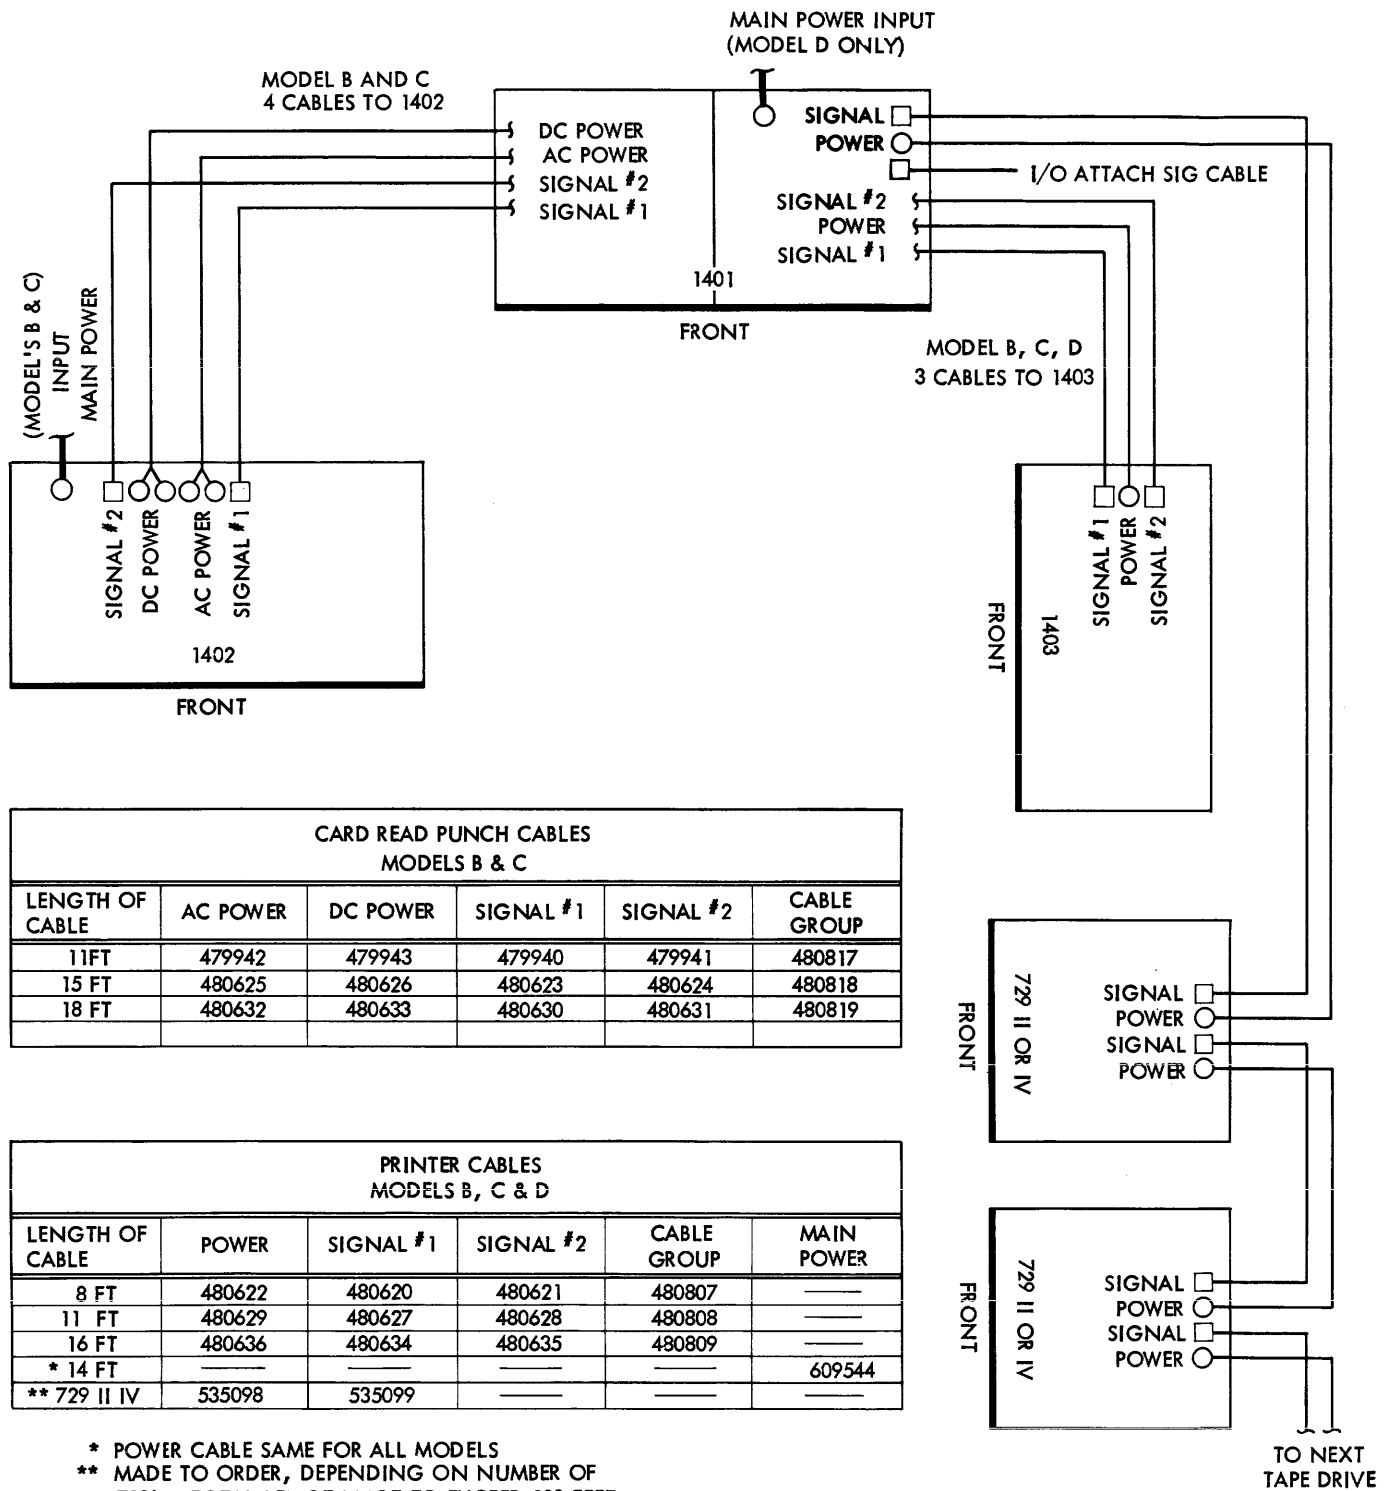 MAIN POWER INPUT
(MODEL D ONLY)
MODEL B AND C
4 CABLES TO 1402
DC POWER
AC POWER
SIGNAL #2
SIGNAL #1
SIGNAL
POWER
I/O ATTACH SIG CABLE
SIGNAL #2
POWER
SIGNAL #1
1401
FRONT
MODEL B, C, D
3 CABLES TO 1403
(MODEL'S B & C)
INPUT
MAIN POWER
SIGNAL #2
DC POWER
AC POWER
SIGNAL #1
1402
FRONT
SIGNAL #1
POWER
SIGNAL #2
1403
FRONT
CARD READ PUNCH CABLES
MODELS B & C
LENGTH OF CABLE AC POWER DC POWER SIGNAL #1 SIGNAL #2 CABLE GROUP
11FT 479942 479943 479940 479941 480817
15 FT 480625 480626 480623 480624 480818
18 FT 480632 480633 480630 480631 480819
SIGNAL
POWER
SIGNAL
POWER
729 II OR IV
FRONT
PRINTER CABLES
MODELS B, C & D
LENGTH OF CABLE POWER SIGNAL #1 SIGNAL #2 CABLE GROUP MAIN POWER
8 FT 480622 480620 480621 480807 —
11 FT 480629 480627 480628 480808 —
16 FT 480636 480634 480635 480809 —
* 14 FT — — — — 609544
** 729 II IV 535098 535099 — — —
SIGNAL
POWER
SIGNAL
POWER
729 II OR IV
FRONT
* POWER CABLE SAME FOR ALL MODELS
** MADE TO ORDER, DEPENDING ON NUMBER OF
TO NEXT
TAPE DRIVE